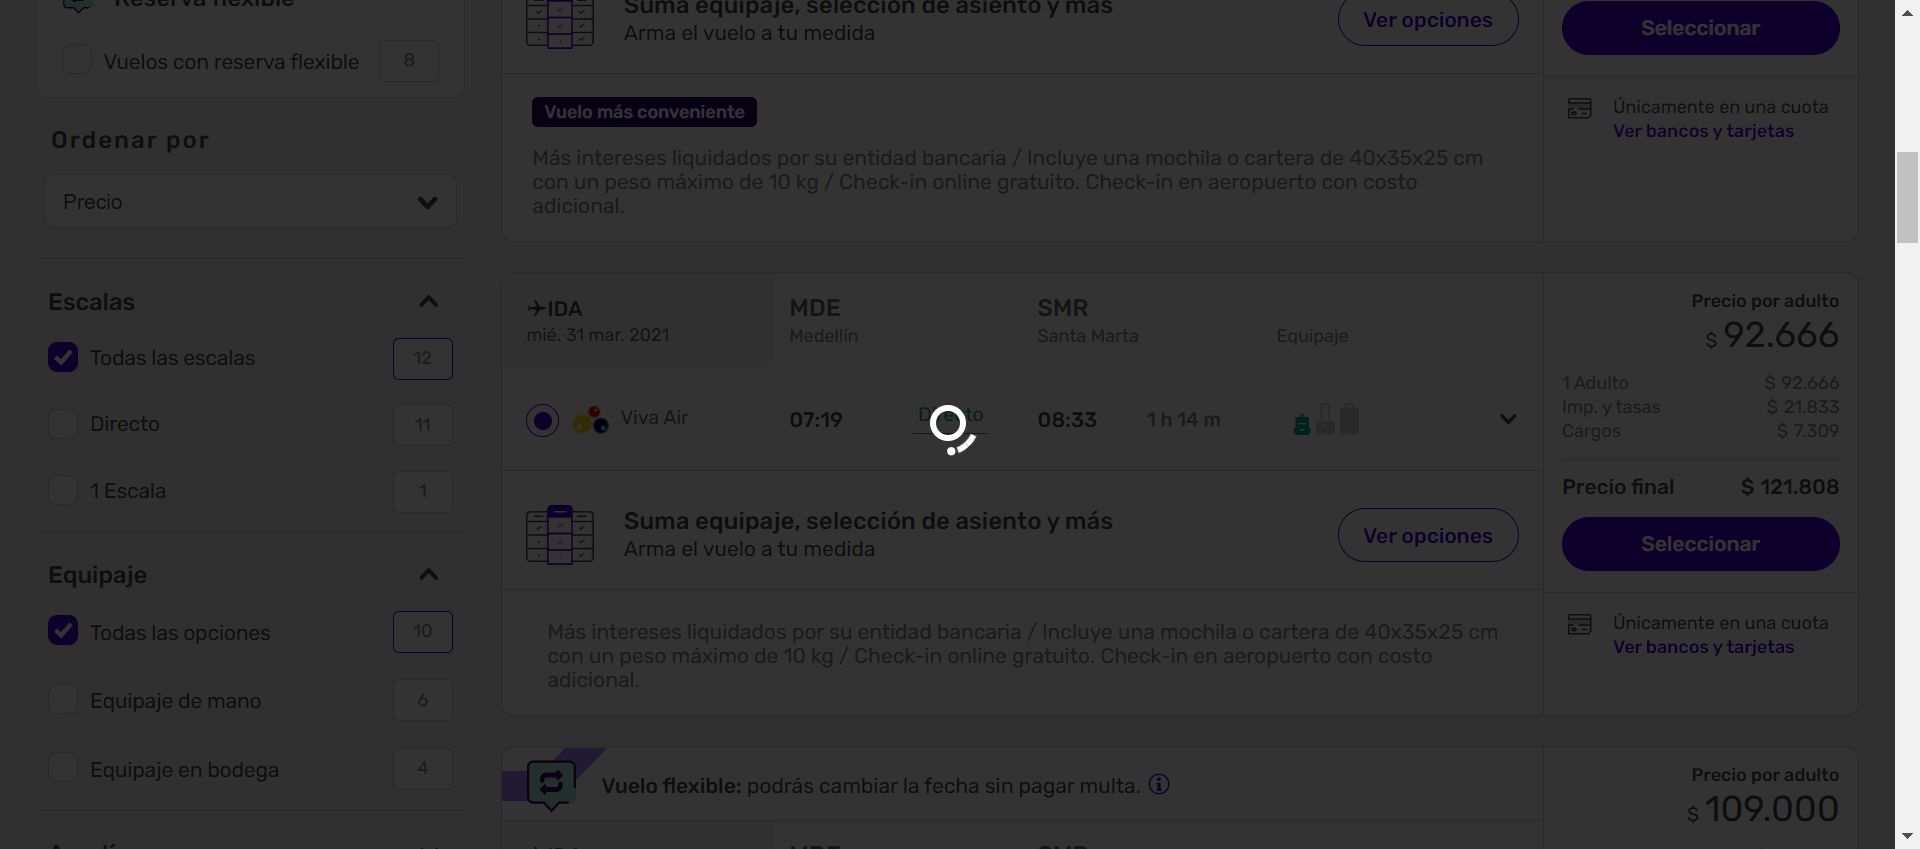 Reserva flexible
Vuelos con reserva flexible 8
Ordenar por
Precio
Escalas
Todas las escalas 12
Directo 11
1 Escala 1
Equipaje
Todas las opciones 10
Equipaje de mano 6
Equipaje en bodega 4
Suma equipaje, selección de asiento y más
Arma el vuelo a tu medida
Ver opciones
Seleccionar
Vuelo más conveniente
Más intereses liquidados por su entidad bancaria / Incluye una mochila o cartera de 40x35x25 cm
con un peso máximo de 10 kg / Check-in online gratuito. Check-in en aeropuerto con costo
adicional.
Únicamente en una cuota
Ver bancos y tarjetas
IDA MDE SMR
mié. 31 mar. 2021 Medellín Santa Marta Equipaje
Viva Air 07:19 Directo 08:33 1 h 14 m
Precio por adulto
$ 92.666
1 Adulto $ 92.666
Imp. y tasas $ 21.833
Cargos $ 7.309
Precio final $ 121.808
Seleccionar
Suma equipaje, selección de asiento y más
Arma el vuelo a tu medida
Ver opciones
Más intereses liquidados por su entidad bancaria / Incluye una mochila o cartera de 40x35x25 cm
con un peso máximo de 10 kg / Check-in online gratuito. Check-in en aeropuerto con costo
adicional.
Únicamente en una cuota
Ver bancos y tarjetas
Vuelo flexible: podrás cambiar la fecha sin pagar multa.
Precio por adulto
$ 109.000